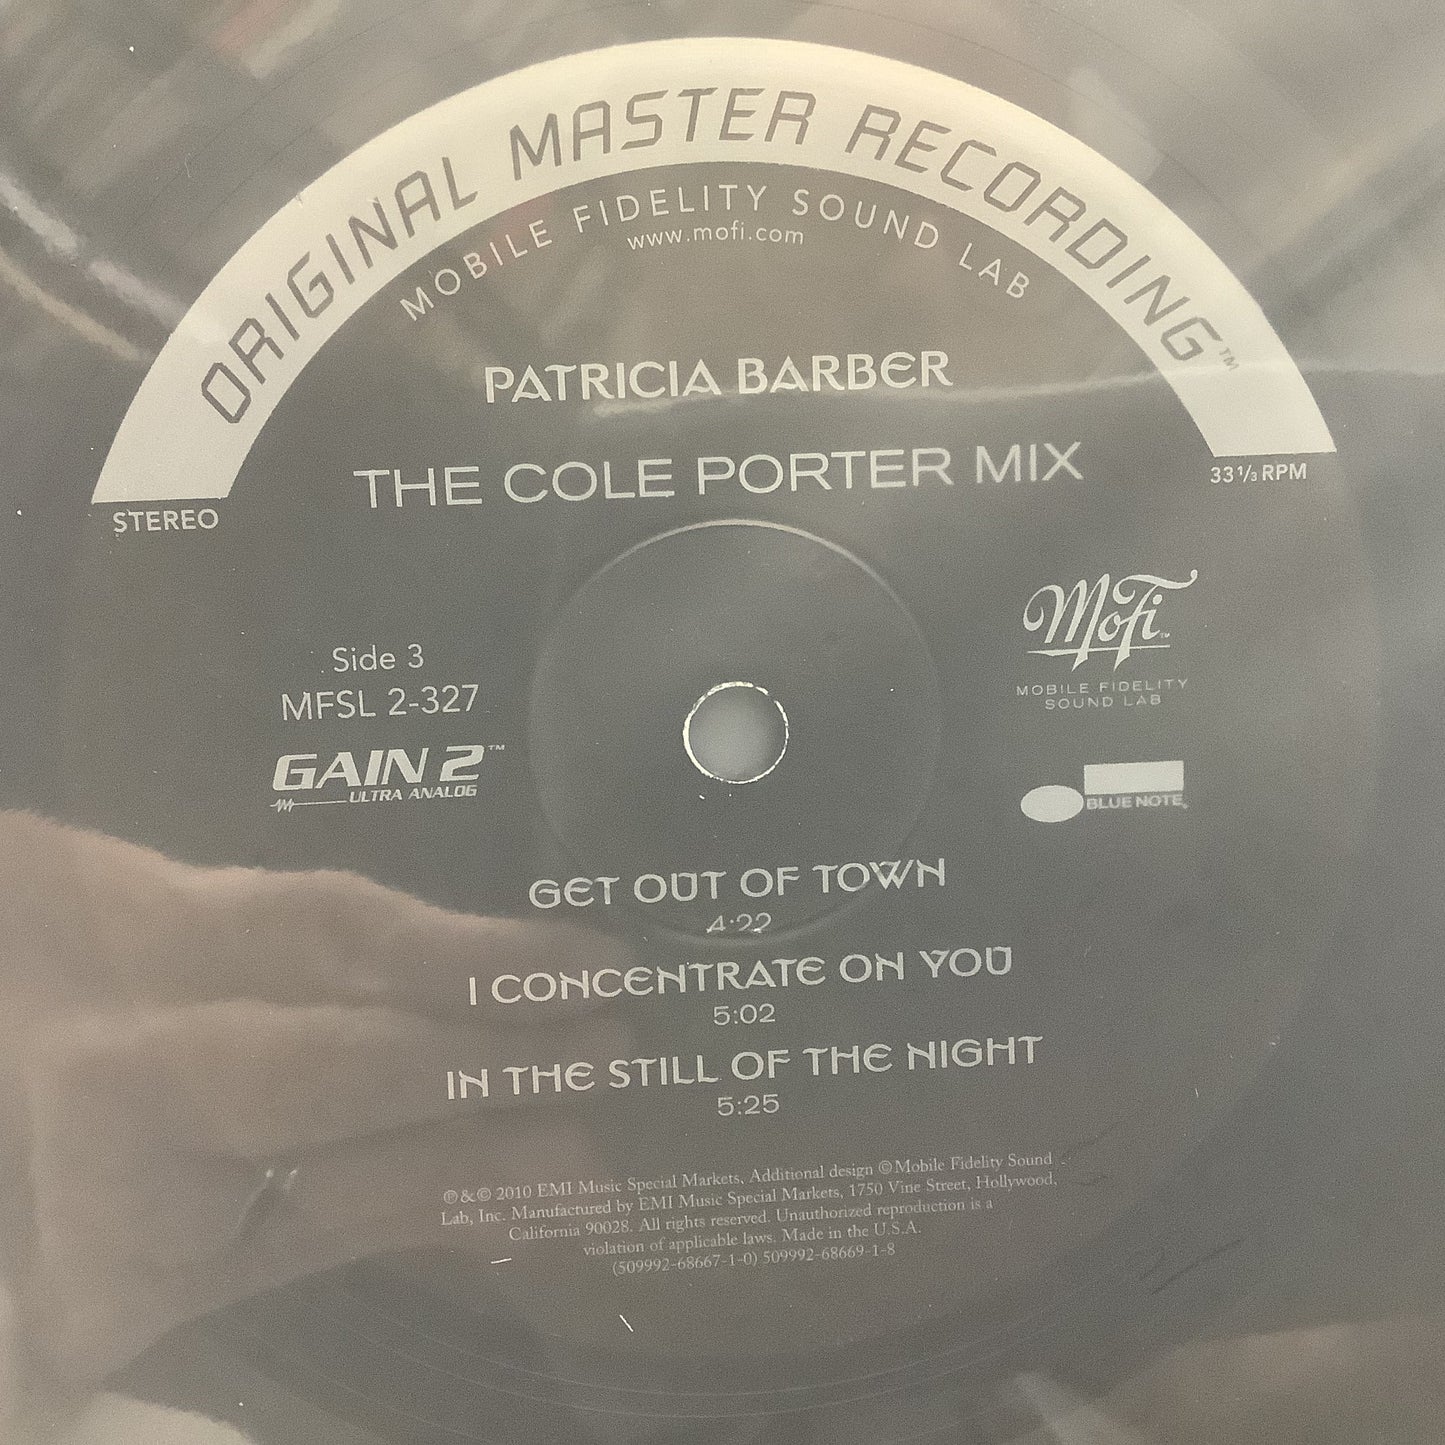 ORIGINAL MASTER RECORDING™
MOBILE FIDELITY SOUND LAB
www.mofi.com
PATRICIA BARBER
THE COLE PORTER MIX
STEREO
33 1/3 RPM
Side 3
MFSL 2-327
GAIN 2™
ULTRA ANALOG
MoFi™
MOBILE FIDELITY
SOUND LAB
BLUE NOTE
GET OUT OF TOWN
4:22
I CONCENTRATE ON YOU
5:02
IN THE STILL OF THE NIGHT
5:25
℗&© 2010 EMI Music Special Markets, Additional design ©Mobile Fidelity Sound
Lab, Inc. Manufactured by EMI Music Special Markets, 1750 Vine Street, Hollywood,
California 90028. All rights reserved. Unauthorized reproduction is a
violation of applicable laws. Made in the U.S.A.
(509992-68667-1-0) 509992-68669-1-8